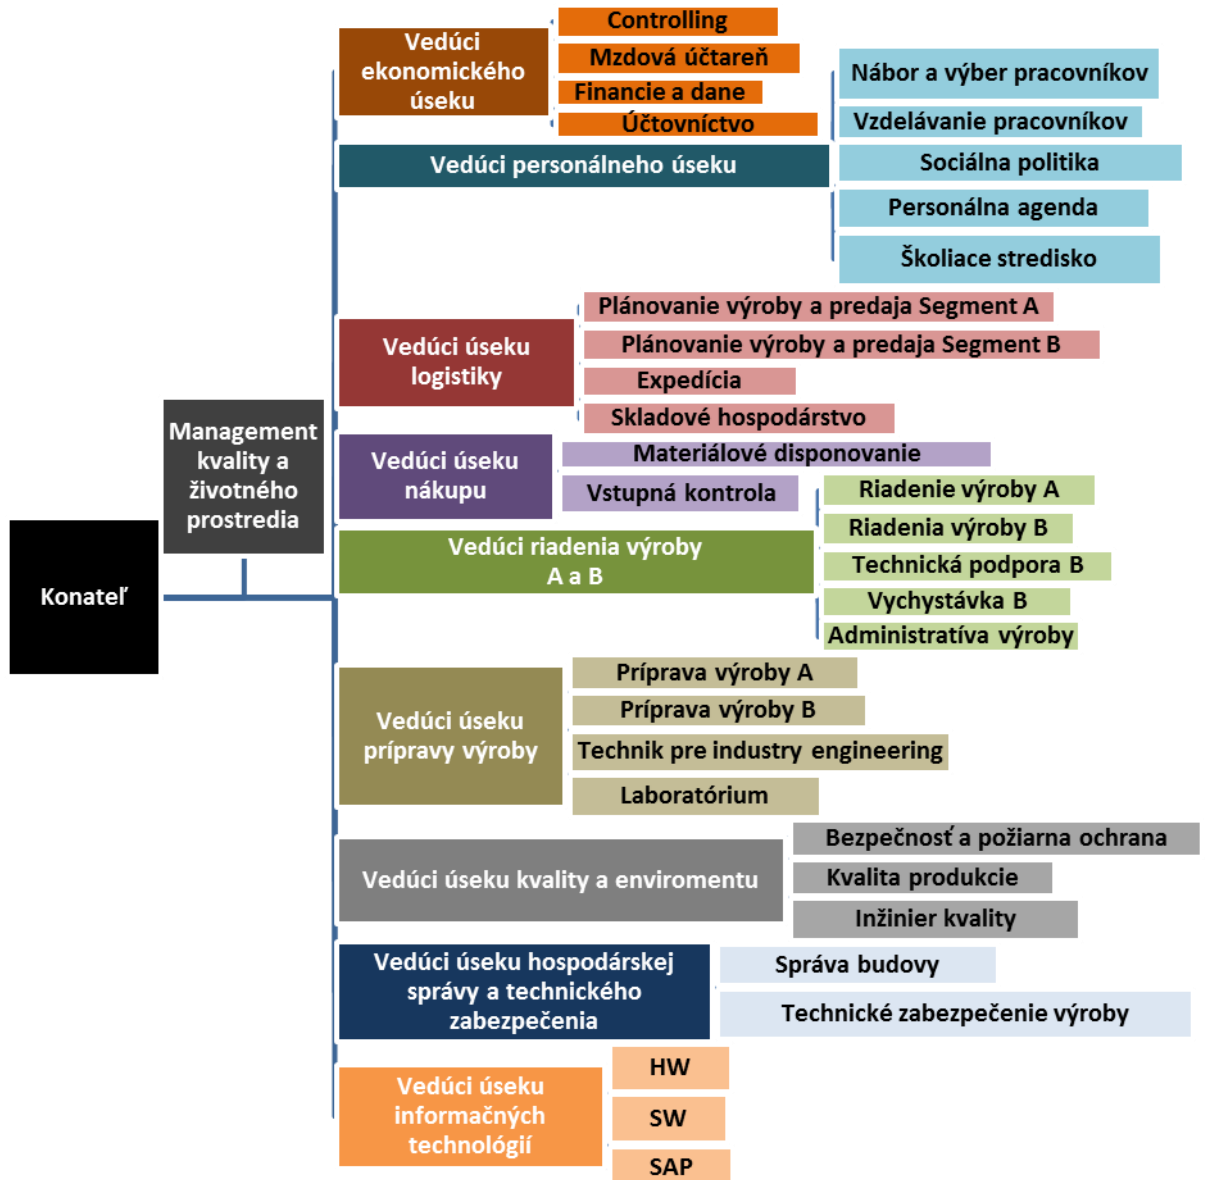 Konateľ
Management
kvality a
životného
prostredia
Vedúci
ekonomického
úseku
Controlling
Mzdová účtareň
Financie a dane
Účtovníctvo
Vedúci personálneho úseku
Nábor a výber pracovníkov
Vzdelávanie pracovníkov
Sociálna politika
Personálna agenda
Školiace stredisko
Vedúci úseku
logistiky
Plánovanie výroby a predaja Segment A
Plánovanie výroby a predaja Segment B
Expedícia
Skladové hospodárstvo
Vedúci úseku
nákupu
Materiálové disponovanie
Vstupná kontrola
Vedúci riadenia výroby
A a B
Riadenie výroby A
Riadenia výroby B
Technická podpora B
Vychystávka B
Administratíva výroby
Vedúci úseku
prípravy výroby
Príprava výroby A
Príprava výroby B
Technik pre industry engineering
Laboratórium
Vedúci úseku kvality a enviromentu
Bezpečnosť a požiarna ochrana
Kvalita produkcie
Inžinier kvality
Vedúci úseku hospodárskej
správy a technického
zabezpečenia
Správa budovy
Technické zabezpečenie výroby
Vedúci úseku
informačných
technológií
HW
SW
SAP